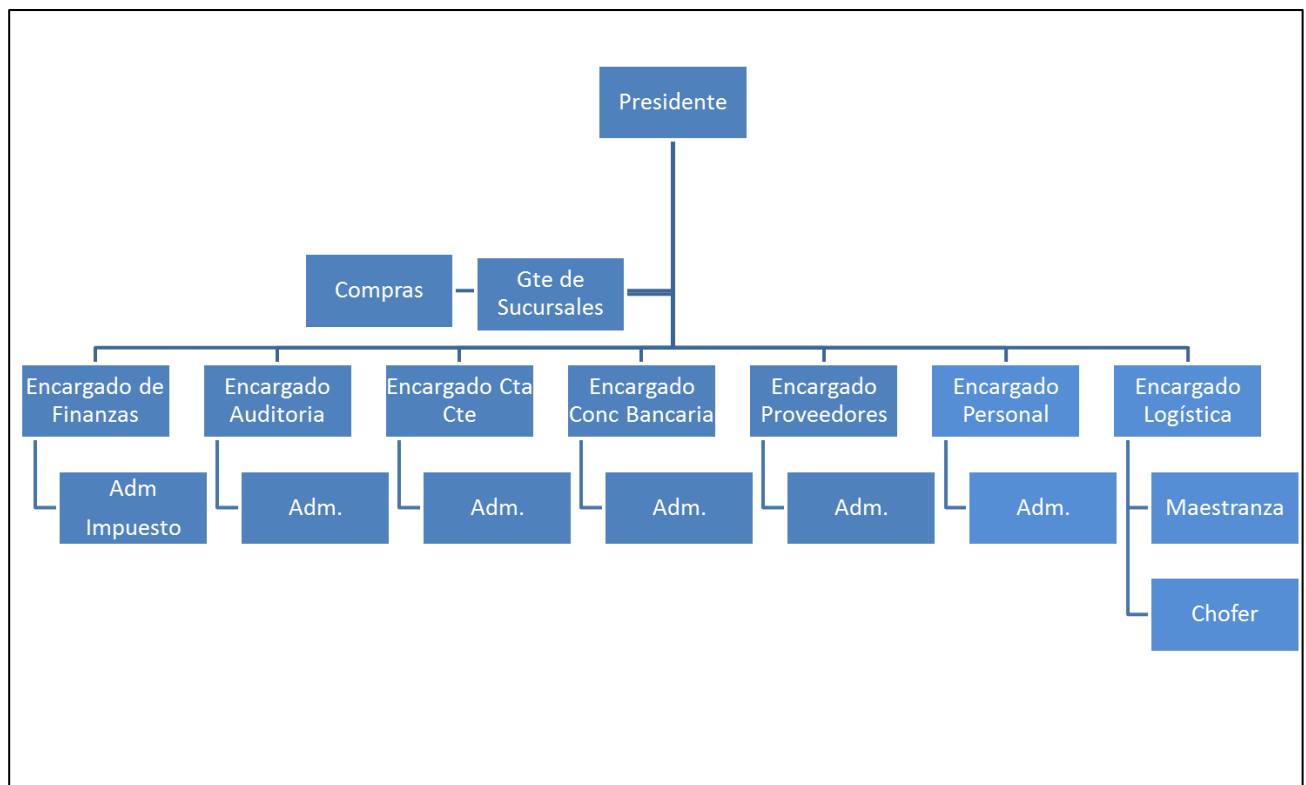 Presidente
Compras
Gte de
Sucursales
Encargado de
Finanzas
Encargado
Auditoria
Encargado Cta
Cte
Encargado
Conc Bancaria
Encargado
Proveedores
Encargado
Personal
Encargado
Logística
Adm
Impuesto
Adm.
Adm.
Adm.
Adm.
Adm.
Maestranza
Chofer